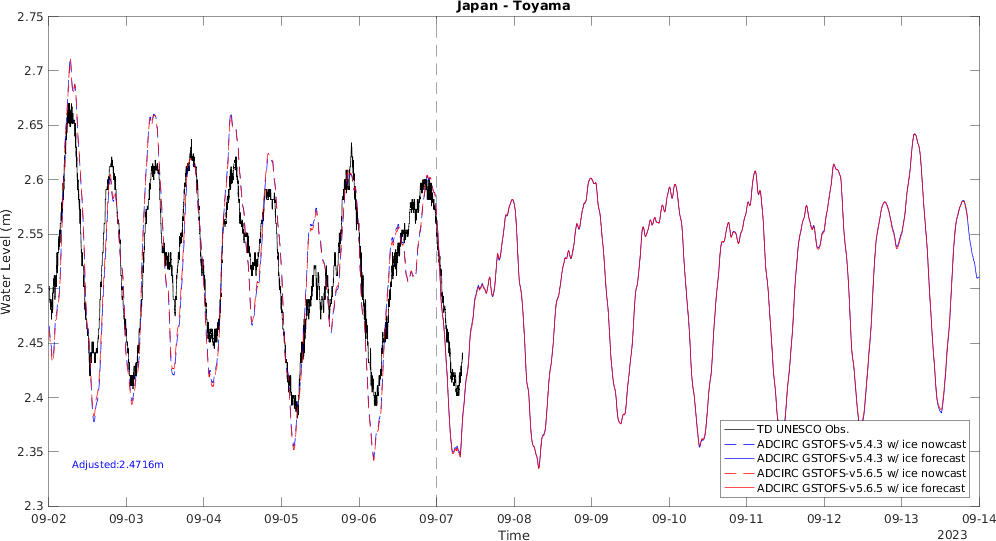 Japan - Toyama
2.75
2.7
2.65
2.6
2.55
2.5
2.45
2.4
2.35
2.3
Water Level (m)
Adjusted:2.4716m
TD UNESCO Obs.
ADCIRC GSTOFS-v5.4.3 w/ ice nowcast
ADCIRC GSTOFS-v5.4.3 w/ ice forecast
ADCIRC GSTOFS-v5.6.5 w/ ice nowcast
ADCIRC GSTOFS-v5.6.5 w/ ice forecast
09-02 09-03 09-04 09-05 09-06 09-07 09-08 09-09 09-10 09-11 09-12 09-13 09-14
Time
2023